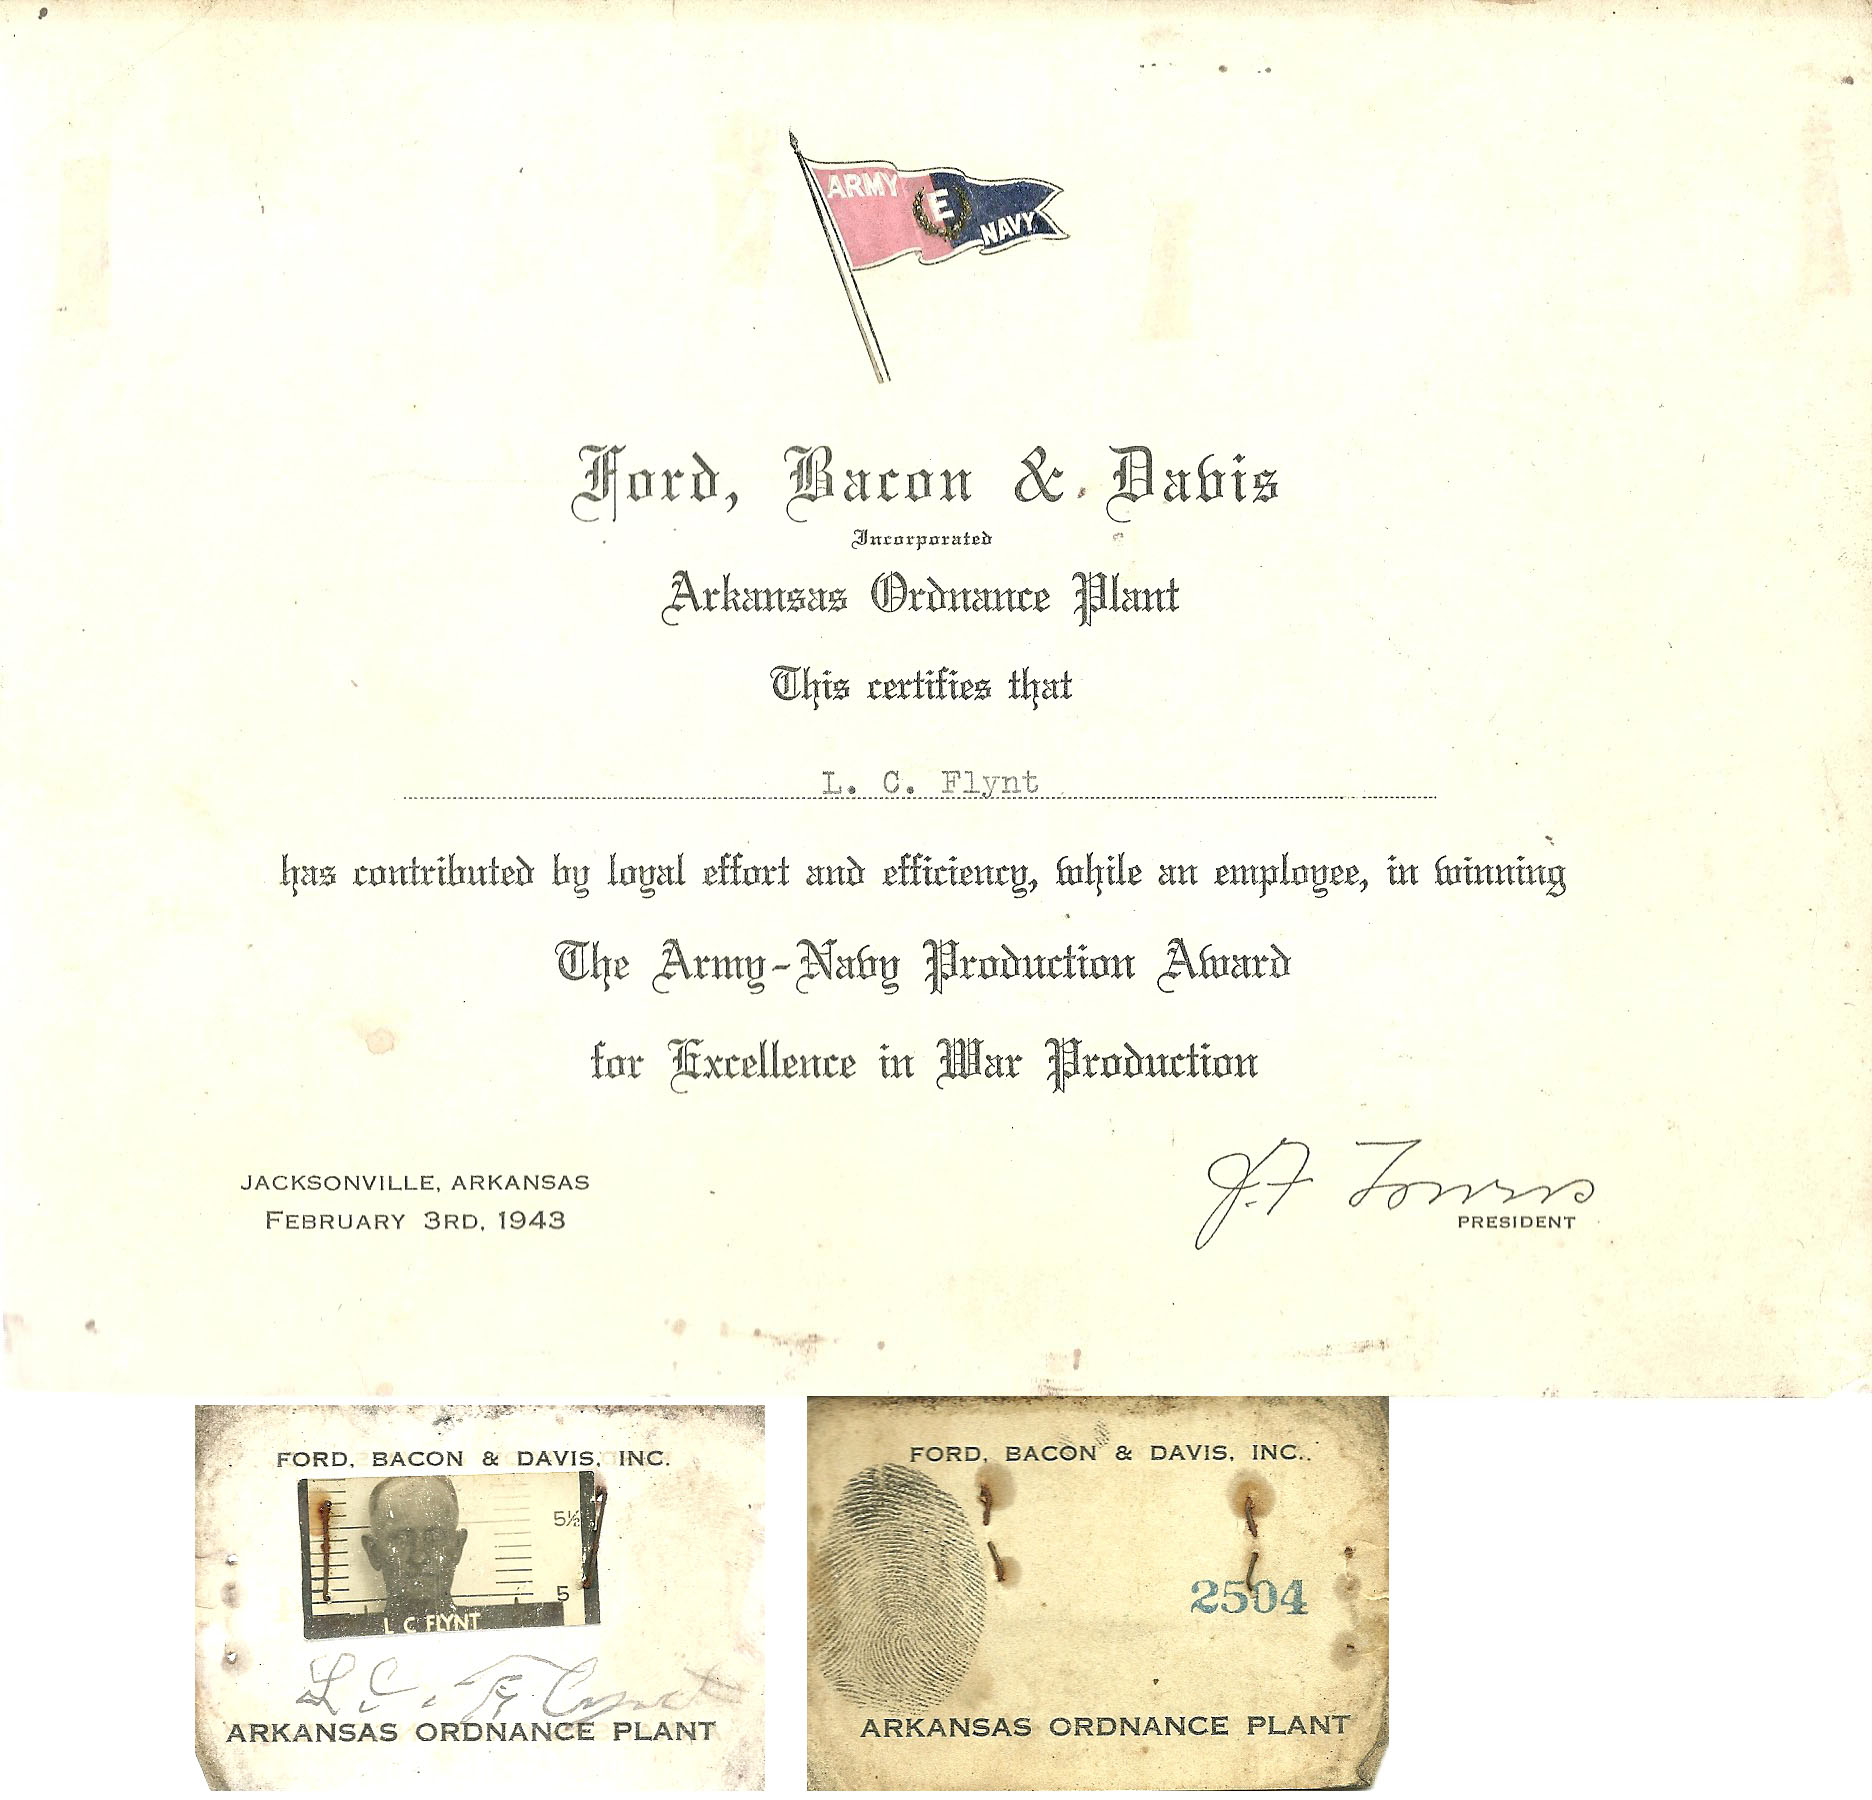 ARMY E NAVY
Ford, Bacon & Davis
Incorporated
Arkansas Ordnance Plant
This certifies that
L. C. Flynt
has contributed by loyal effort and efficiency, while an employee, in winning
The Army-Navy Production Award
for Excellence in War Production
JACKSONVILLE, ARKANSAS
FEBRUARY 3RD, 1943
J. F. Towers
PRESIDENT
FORD, BACON & DAVIS, INC.
5½
5
L C FLYNT
L. C. Flynt
ARKANSAS ORDNANCE PLANT
FORD, BACON & DAVIS, INC.
2504
ARKANSAS ORDNANCE PLANT